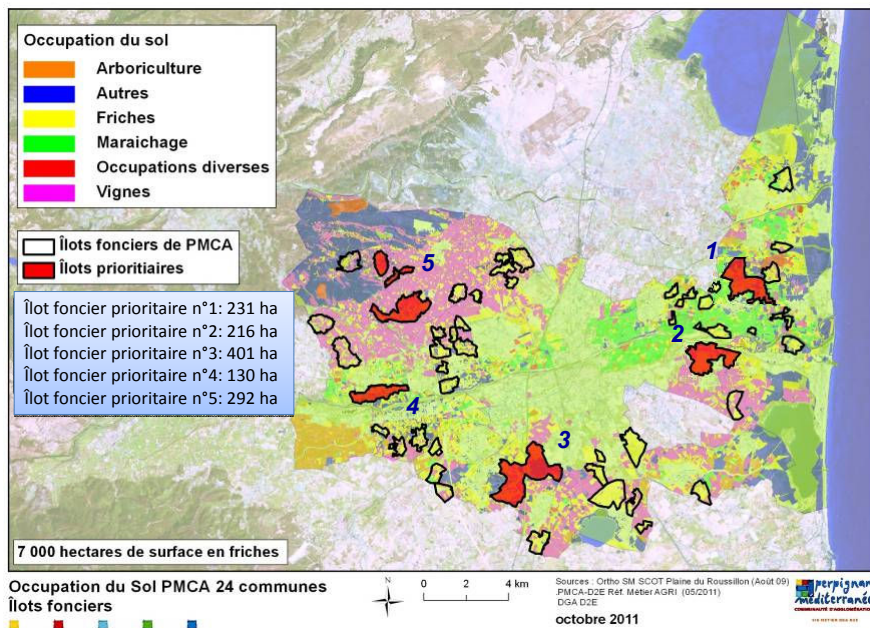 Occupation du sol
Arboriculture
Autres
Friches
Maraichage
Occupations diverses
Vignes
Îlots fonciers de PMCA
Îlots prioritiaires
Îlot foncier prioritaire n°1: 231 ha
Îlot foncier prioritaire n°2: 216 ha
Îlot foncier prioritaire n°3: 401 ha
Îlot foncier prioritaire n°4: 130 ha
Îlot foncier prioritaire n°5: 292 ha
1
5
2
4
3
7 000 hectares de surface en friches
Occupation du Sol PMCA 24 communes
Îlots fonciers
N
0 2 4 km
Sources : Ortho SM SCOT Plaine du Roussillon (Août 09)
PMCA-D2E Réf. Métier AGRI (05/2011)
DGA D2E
octobre 2011
perpignan
méditerranée
COMMUNAUTÉ D'AGGLOMÉRATION